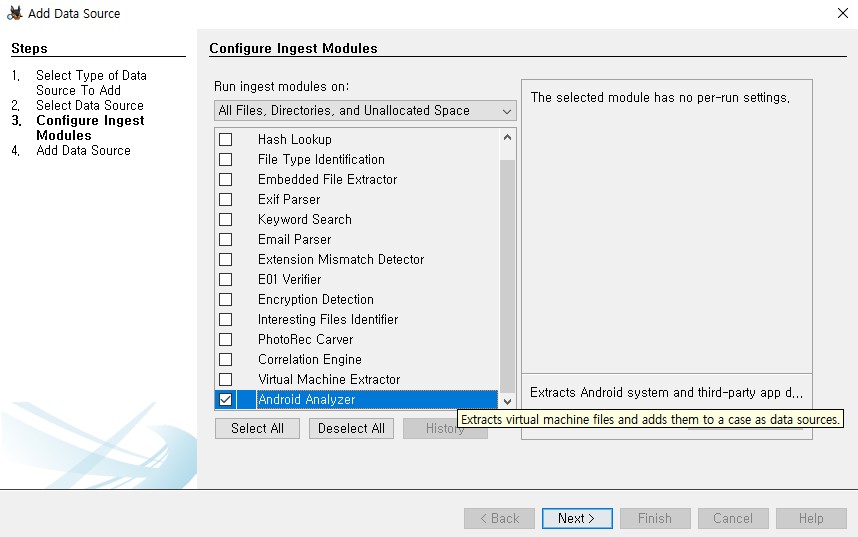 Add Data Source
Steps
1. Select Type of Data
Source To Add
2. Select Data Source
3. Configure Ingest
Modules
4. Add Data Source
Configure Ingest Modules
Run ingest modules on:
All Files, Directories, and Unallocated Space
Hash Lookup
File Type Identification
Embedded File Extractor
Exif Parser
Keyword Search
Email Parser
Extension Mismatch Detector
E01 Verifier
Encryption Detection
Interesting Files Identifier
PhotoRec Carver
Correlation Engine
Virtual Machine Extractor
Android Analyzer
Select All
Deselect All
History
The selected module has no per-run settings.
Extracts Android system and third-party app d...
Extracts virtual machine files and adds them to a case as data sources.
< Back
Next >
Finish
Cancel
Help